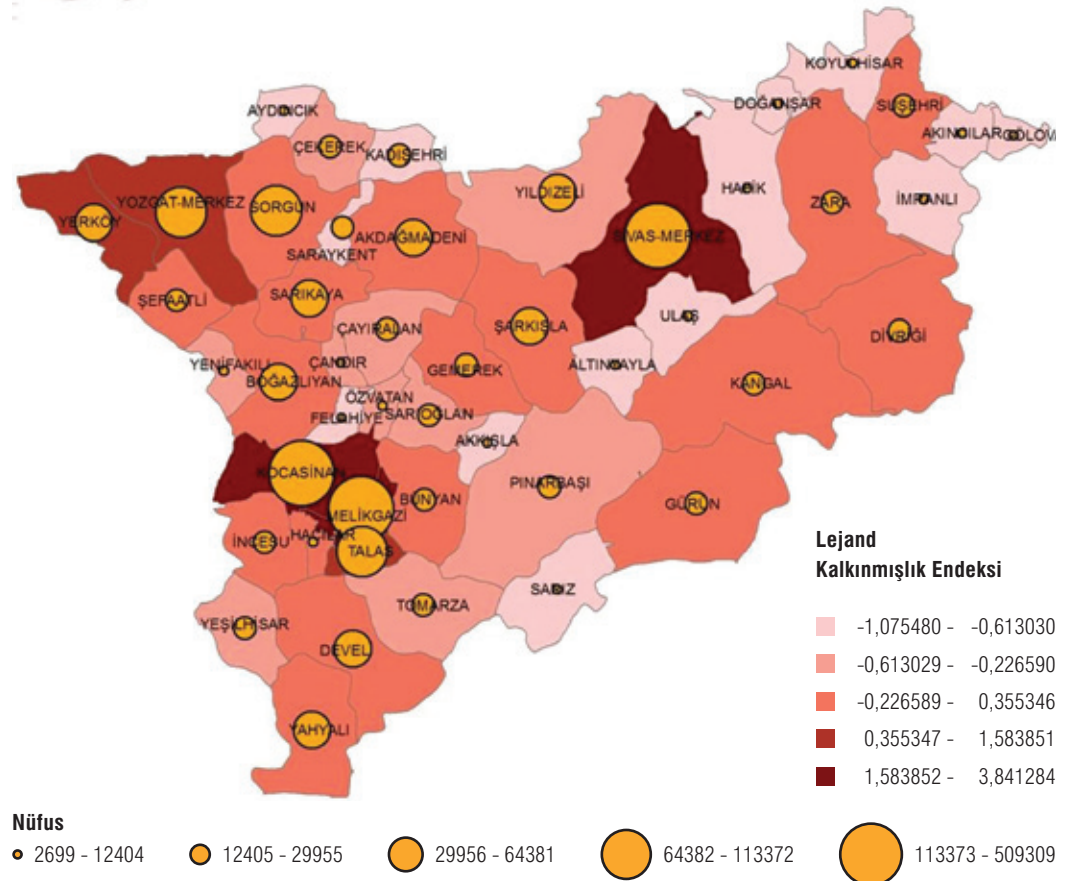 KOYULHİSAR
DOĞANŞAR
SUŞEHRİ
AYDINCIK
AKINCILAR
GÖLOVA
ÇEKEREK
KADIŞEHRİ
YILDIZELİ
HAFİK
İMRANLI
YOZGAT-MERKEZ
SORGUN
ZARA
YERKÖY
SİVAS-MERKEZ
AKDAĞMADENİ
SARAYKENT
SARIKAYA
ŞEFAATLİ
ULAŞ
ÇAYIRALAN
ŞARKIŞLA
DİVRİĞİ
YENİFAKILI
ÇANDIR
GEMEREK
ALTINYAYLA
BOĞAZLIYAN
KANGAL
ÖZVATAN
FELAHİYE
SARIOĞLAN
AKKIŞLA
KOCASİNAN
PINARBAŞI
BÜNYAN
GÜRÜN
MELİKGAZİ
HACILAR
İNCESU
TALAS
SARIZ
TOMARZA
YEŞİLHİSAR
DEVELİ
YAHYALI
Lejand
Kalkınmışlık Endeksi
-1,075480 - -0,613030
-0,613029 - -0,226590
-0,226589 - 0,355346
0,355347 - 1,583851
1,583852 - 3,841284
Nüfus
2699 - 12404
12405 - 29955
29956 - 64381
64382 - 113372
113373 - 509309